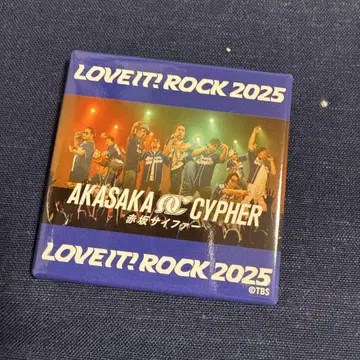 LOVE IT! ROCK 2025
AKASAKA CYPHER
赤坂サイファー
LOVE IT! ROCK 2025
©TBS